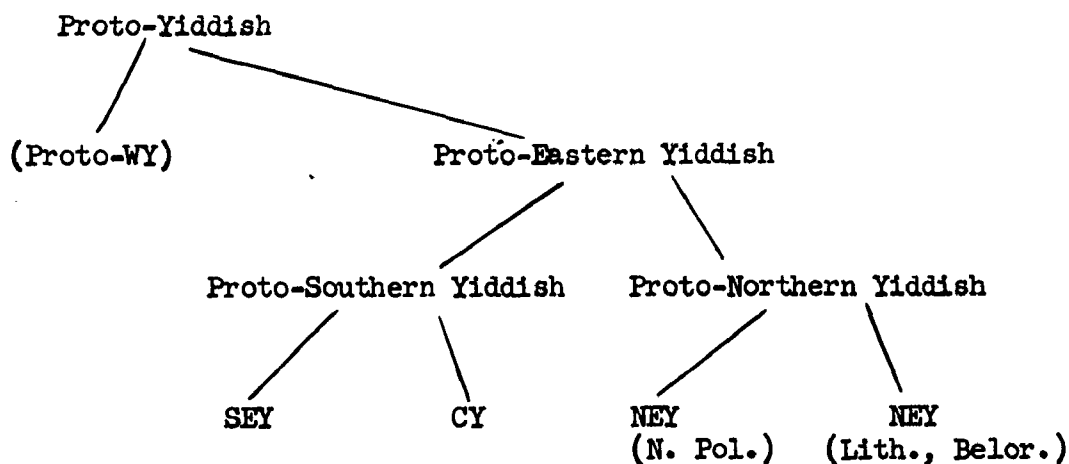 Proto-Yiddish
(Proto-WY) Proto-Eastern Yiddish
Proto-Southern Yiddish Proto-Northern Yiddish
SEY CY NEY NEY
(N. Pol.) (Lith., Belor.)